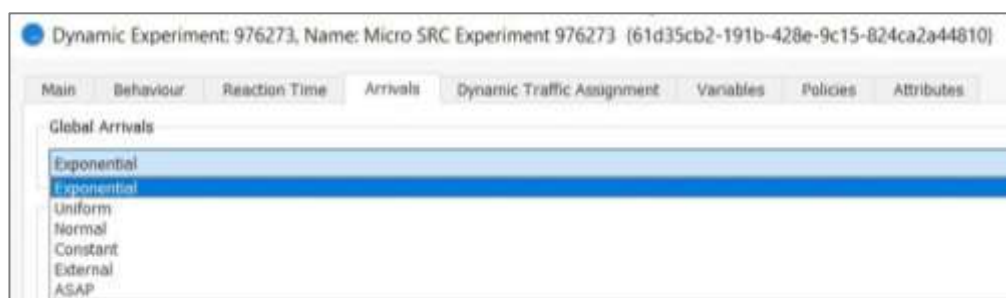 Dynamic Experiment: 976273, Name: Micro SRC Experiment 976273 {61d35cb2-191b-428e-9c15-824ca2a44810}
Main Behaviour Reaction Time Arrivals Dynamic Traffic Assignment Variables Policies Attributes
Global Arrivals
Exponential
Exponential
Uniform
Normal
Constant
External
ASAP